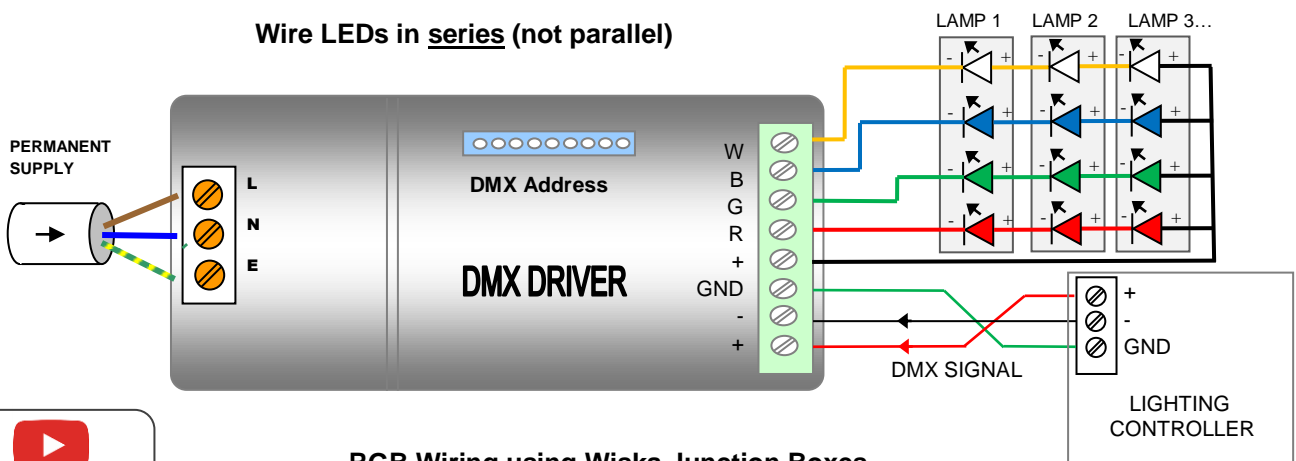 Wire LEDs in series (not parallel)
LAMP 1 LAMP 2 LAMP 3...
- + - + - +
- + - + - +
- + - + - +
- + - + - +
PERMANENT
SUPPLY
L
N
E
DMX Address
DMX DRIVER
W
B
G
R
+
GND
-
+
+
-
GND
DMX SIGNAL
LIGHTING
CONTROLLER